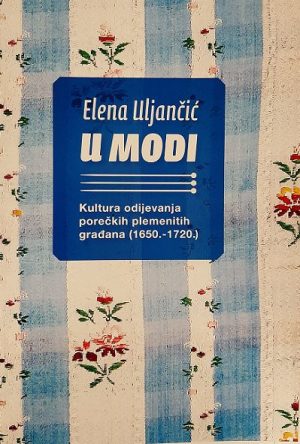 Elena Uljančić
U MODI
Kultura odijevanja
porečkih plemenitih
građana (1650.-1720.)